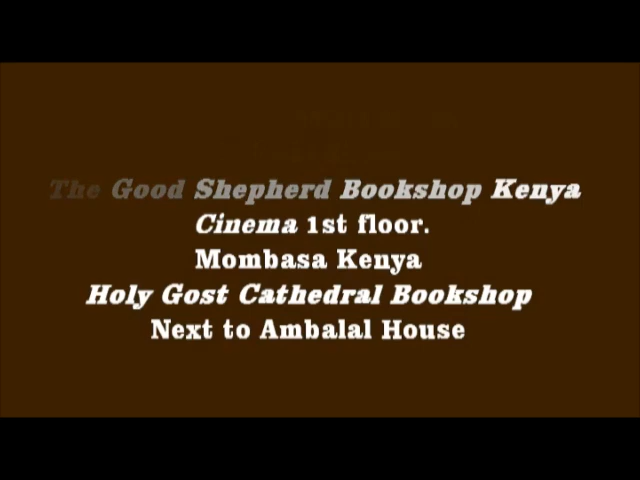 The Good Shepherd Bookshop Kenya
Cinema 1st floor.
Mombasa Kenya
Holy Gost Cathedral Bookshop
Next to Ambalal House